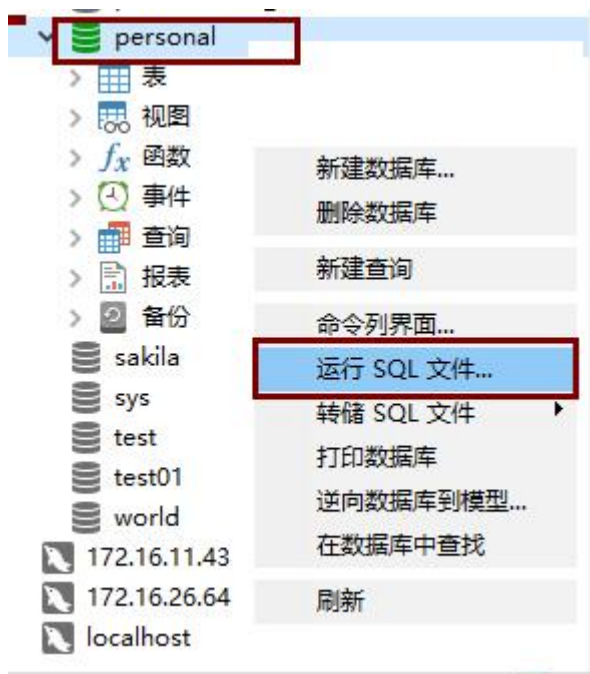 personal
表
视图
fx 函数
事件
查询
报表
备份
sakila
sys
test
test01
world
172.16.11.43
172.16.26.64
localhost
新建数据库...
删除数据库
新建查询
命令列界面...
运行 SQL 文件...
转储 SQL 文件
打印数据库
逆向数据库到模型...
在数据库中查找
刷新